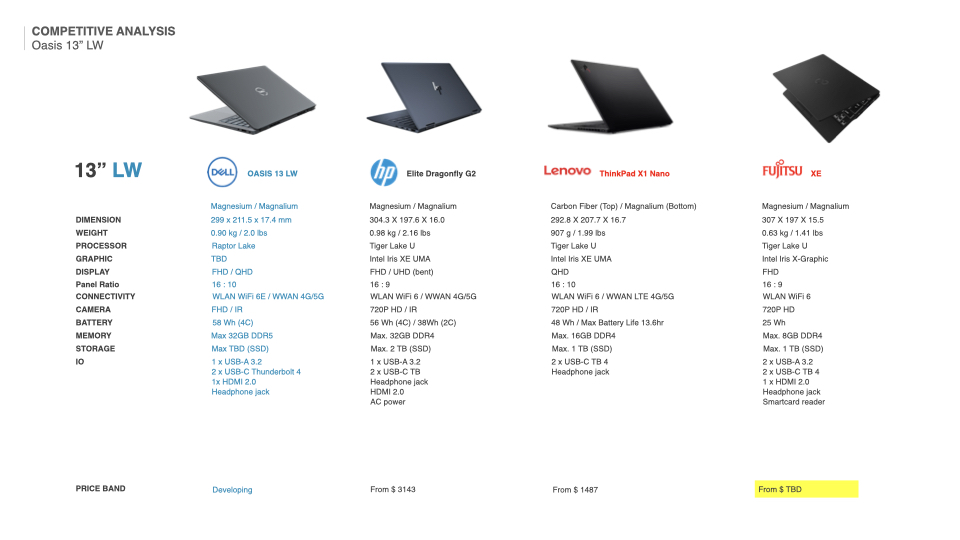 COMPETITIVE ANALYSIS
Oasis 13” LW
13” LW
DELL OASIS 13 LW
hp Elite Dragonfly G2
Lenovo ThinkPad X1 Nano
FUJITSU XE
Magnesium / Magnalium Magnesium / Magnalium Carbon Fiber (Top) / Magnalium (Bottom) Magnesium / Magnalium
DIMENSION 299 x 211.5 x 17.4 mm 304.3 X 197.6 X 16.0 292.8 X 207.7 X 16.7 307 X 197 X 15.5
WEIGHT 0.90 kg / 2.0 lbs 0.98 kg / 2.16 lbs 907 g / 1.99 lbs 0.63 kg / 1.41 lbs
PROCESSOR Raptor Lake Tiger Lake U Tiger Lake U Tiger Lake U
GRAPHIC TBD Intel Iris XE UMA Intel Iris XE UMA Intel Iris X-Graphic
DISPLAY FHD / QHD FHD / UHD (bent) QHD FHD
Panel Ratio 16 : 10 16 : 9 16 : 10 16 : 9
CONNECTIVITY WLAN WiFi 6E / WWAN 4G/5G WLAN WiFi 6 / WWAN 4G/5G WLAN WiFi 6 / WWAN LTE 4G/5G WLAN WiFi 6
CAMERA FHD / IR 720P HD / IR 720P HD / IR 720P HD
BATTERY 58 Wh (4C) 56 Wh (4C) / 38Wh (2C) 48 Wh / Max Battery Life 13.6hr 25 Wh
MEMORY Max 32GB DDR5 Max. 32GB DDR4 Max. 16GB DDR4 Max. 8GB DDR4
STORAGE Max TBD (SSD) Max. 2 TB (SSD) Max. 1 TB (SSD) Max. 1 TB (SSD)
IO 1 x USB-A 3.2 1 x USB-A 3.2 2 x USB-C TB 4 2 x USB-A 3.2
2 x USB-C Thunderbolt 4 2 x USB-C TB Headphone jack 2 x USB-C TB 4
1x HDMI 2.0 Headphone jack 1 x HDMI 2.0
Headphone jack HDMI 2.0 Headphone jack
AC power Smartcard reader
PRICE BAND Developing From $ 3143 From $ 1487 From $ TBD